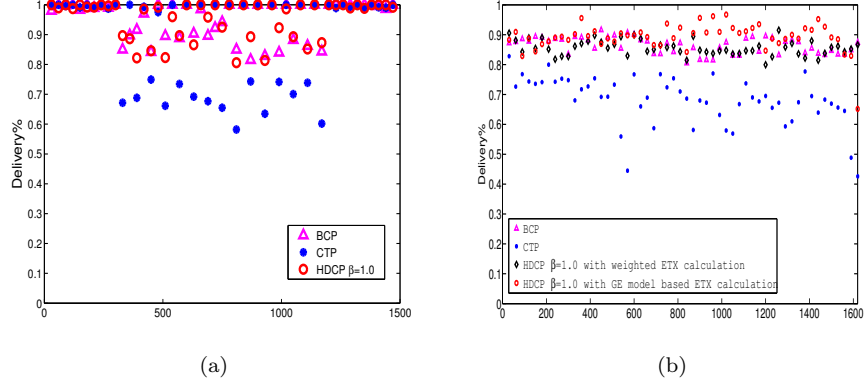 1
0.9
0.8
0.7
0.6
0.5
0.4
0.3
0.2
0.1
0
Delivery%
0 500 1000 1500
BCP
CTP
HDCP β=1.0
(a)
1
0.9
0.8
0.7
0.6
0.5
0.4
0.3
0.2
0.1
0
Delivery%
0 200 400 600 800 1000 1200 1400 1600
BCP
CTP
HDCP β=1.0 with weighted ETX calculation
HDCP β=1.0 with GE model based ETX calculation
(b)